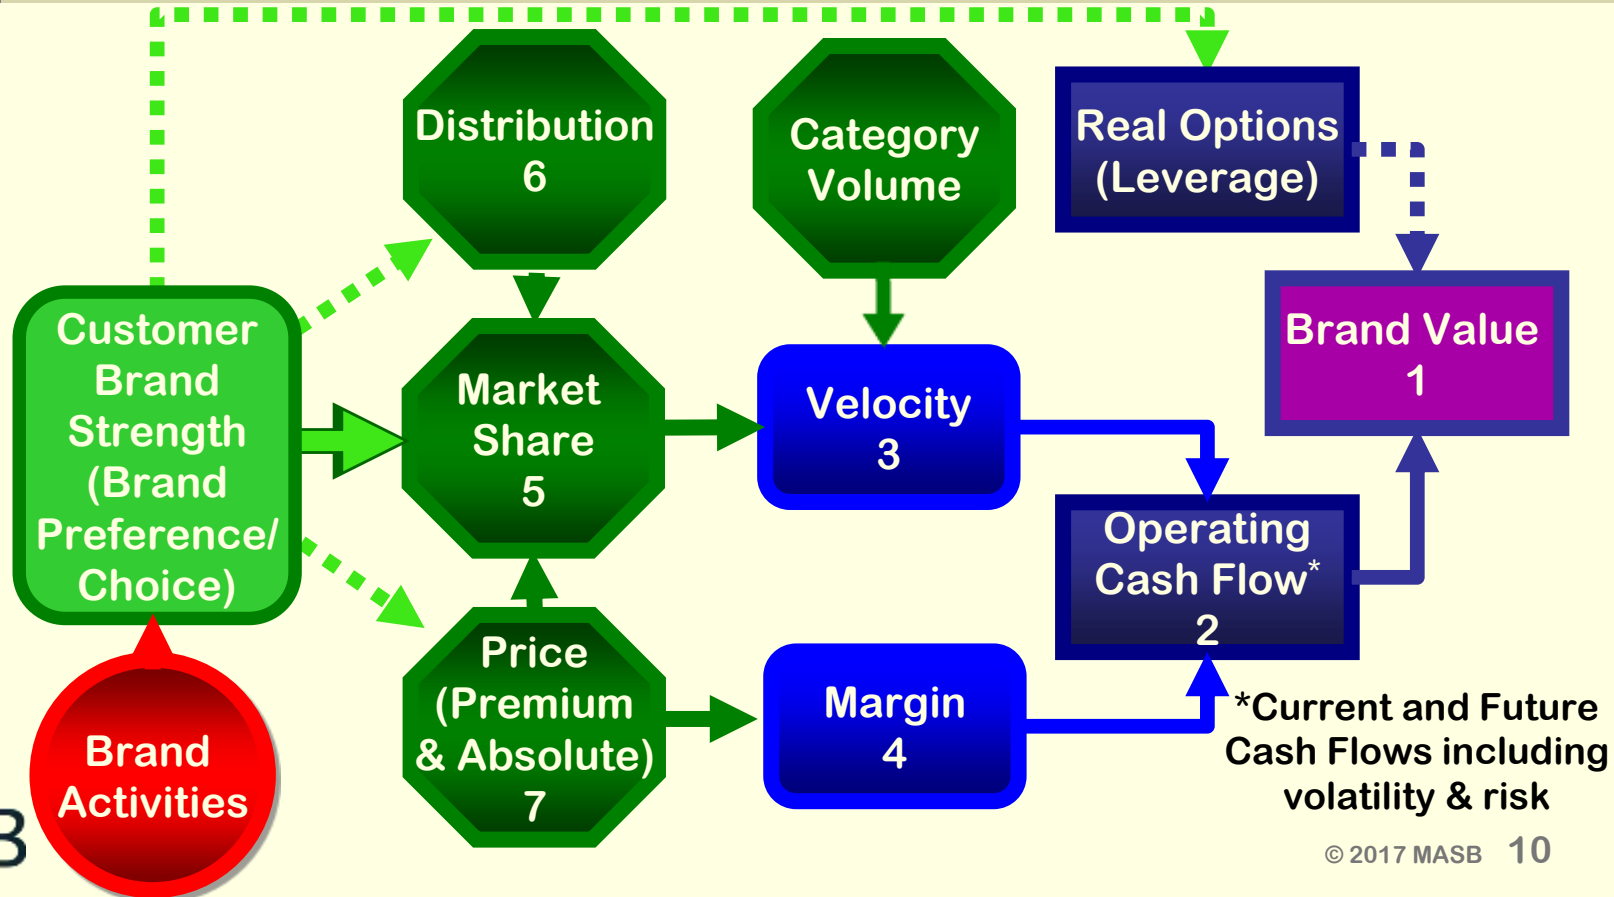 Distribution
6
Category
Volume
Real Options
(Leverage)
Customer
Brand
Strength
(Brand
Preference/
Choice)
Market
Share
5
Velocity
3
Brand Value
1
Operating
Cash Flow*
2
Price
(Premium
& Absolute)
7
Margin
4
Brand
Activities
*Current and Future
Cash Flows including
volatility & risk
B
© 2017 MASB 10